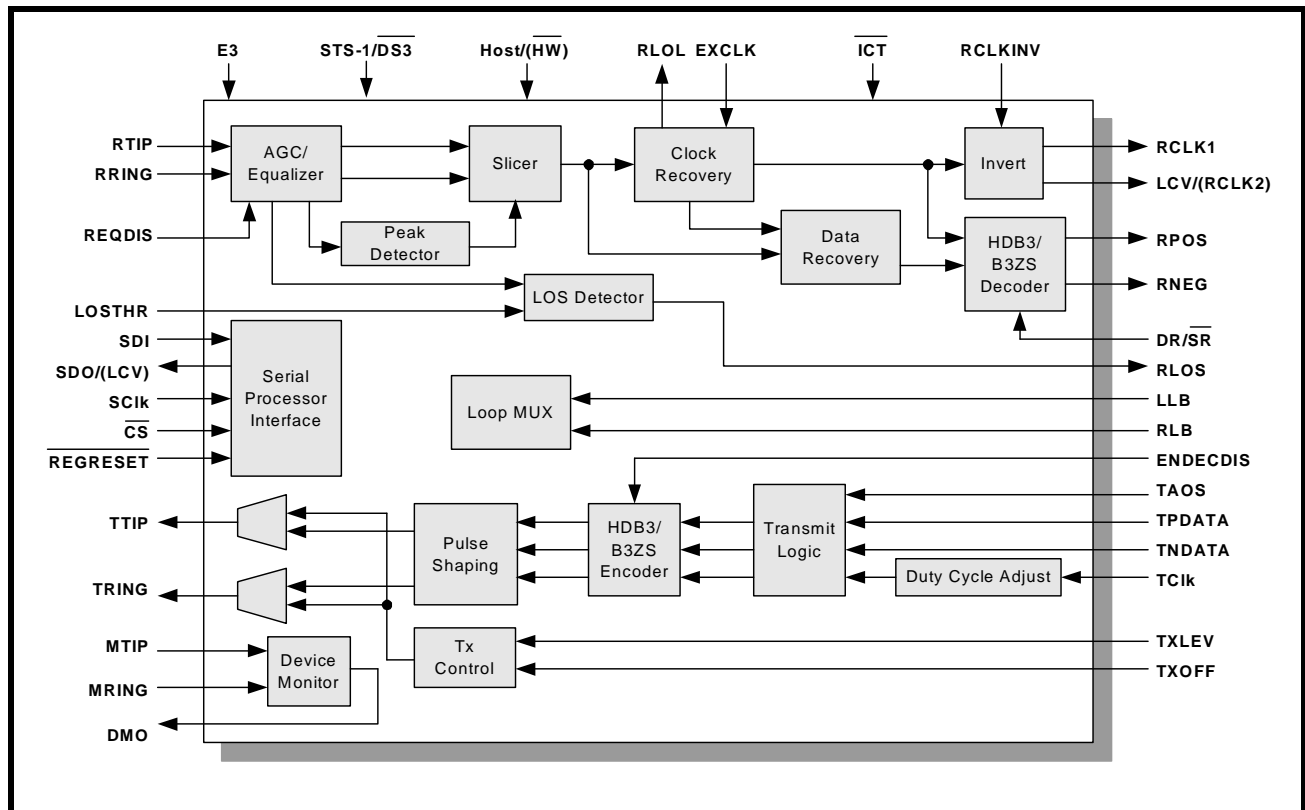 E3
STS-1/DS3
Host/(HW)
RLOL
EXCLK
ICT
RCLKINV
RTIP
RRING
REQDIS
LOSTHR
SDI
SDO/(LCV)
SClk
CS
REGRESET
TTIP
TRING
MTIP
MRING
DMO
AGC/
Equalizer
Slicer
Clock
Recovery
Invert
Peak
Detector
Data
Recovery
HDB3/
B3ZS
Decoder
LOS Detector
Serial
Processor
Interface
Loop MUX
Pulse
Shaping
HDB3/
B3ZS
Encoder
Transmit
Logic
Duty Cycle Adjust
Tx
Control
Device
Monitor
RCLK1
LCV/(RCLK2)
RPOS
RNEG
DR/SR
RLOS
LLB
RLB
ENDECDIS
TAOS
TPDATA
TNDATA
TClk
TXLEV
TXOFF